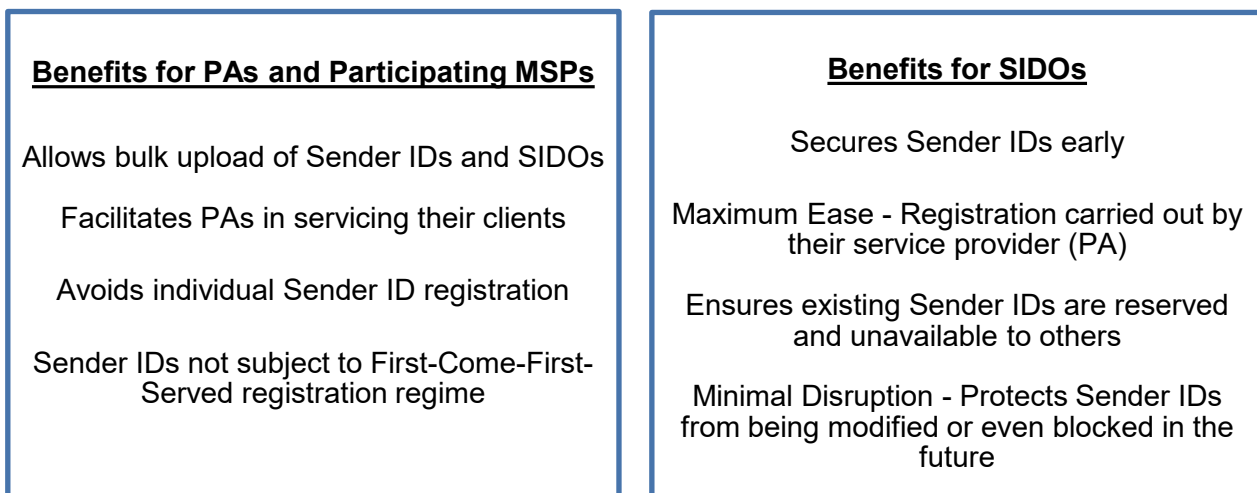 Benefits for PAs and Participating MSPs
Allows bulk upload of Sender IDs and SIDOs
Facilitates PAs in servicing their clients
Avoids individual Sender ID registration
Sender IDs not subject to First-Come-First-
Served registration regime
Benefits for SIDOs
Secures Sender IDs early
Maximum Ease - Registration carried out by
their service provider (PA)
Ensures existing Sender IDs are reserved
and unavailable to others
Minimal Disruption - Protects Sender IDs
from being modified or even blocked in the
future